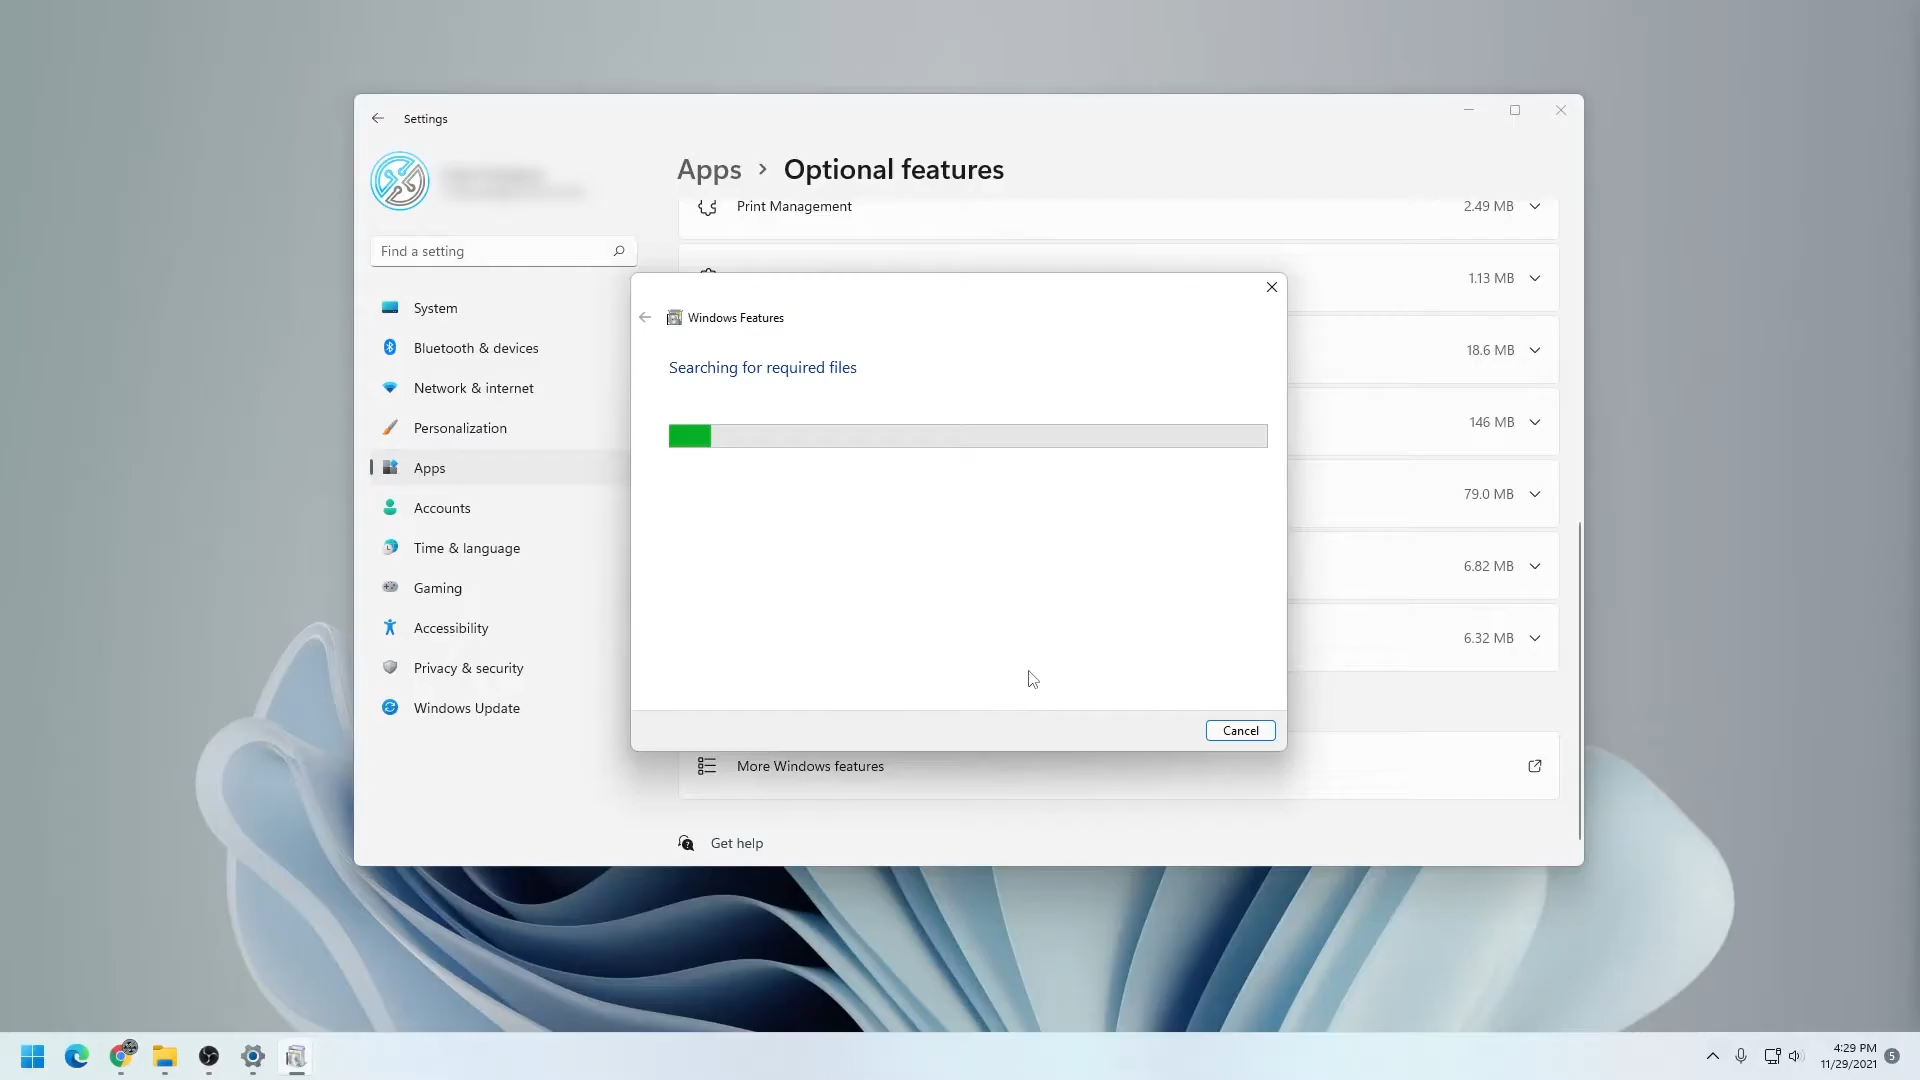 Settings
Apps > Optional features
Print Management
2.49 MB
Find a setting
1.13 MB
System
Windows Features
Bluetooth & devices
18.6 MB
Searching for required files
Network & internet
Personalization
146 MB
Apps
79.0 MB
Accounts
Time & language
6.82 MB
Gaming
Accessibility
6.32 MB
Privacy & security
Windows Update
Cancel
More Windows features
Get help
4:29 PM
11/29/2021
5